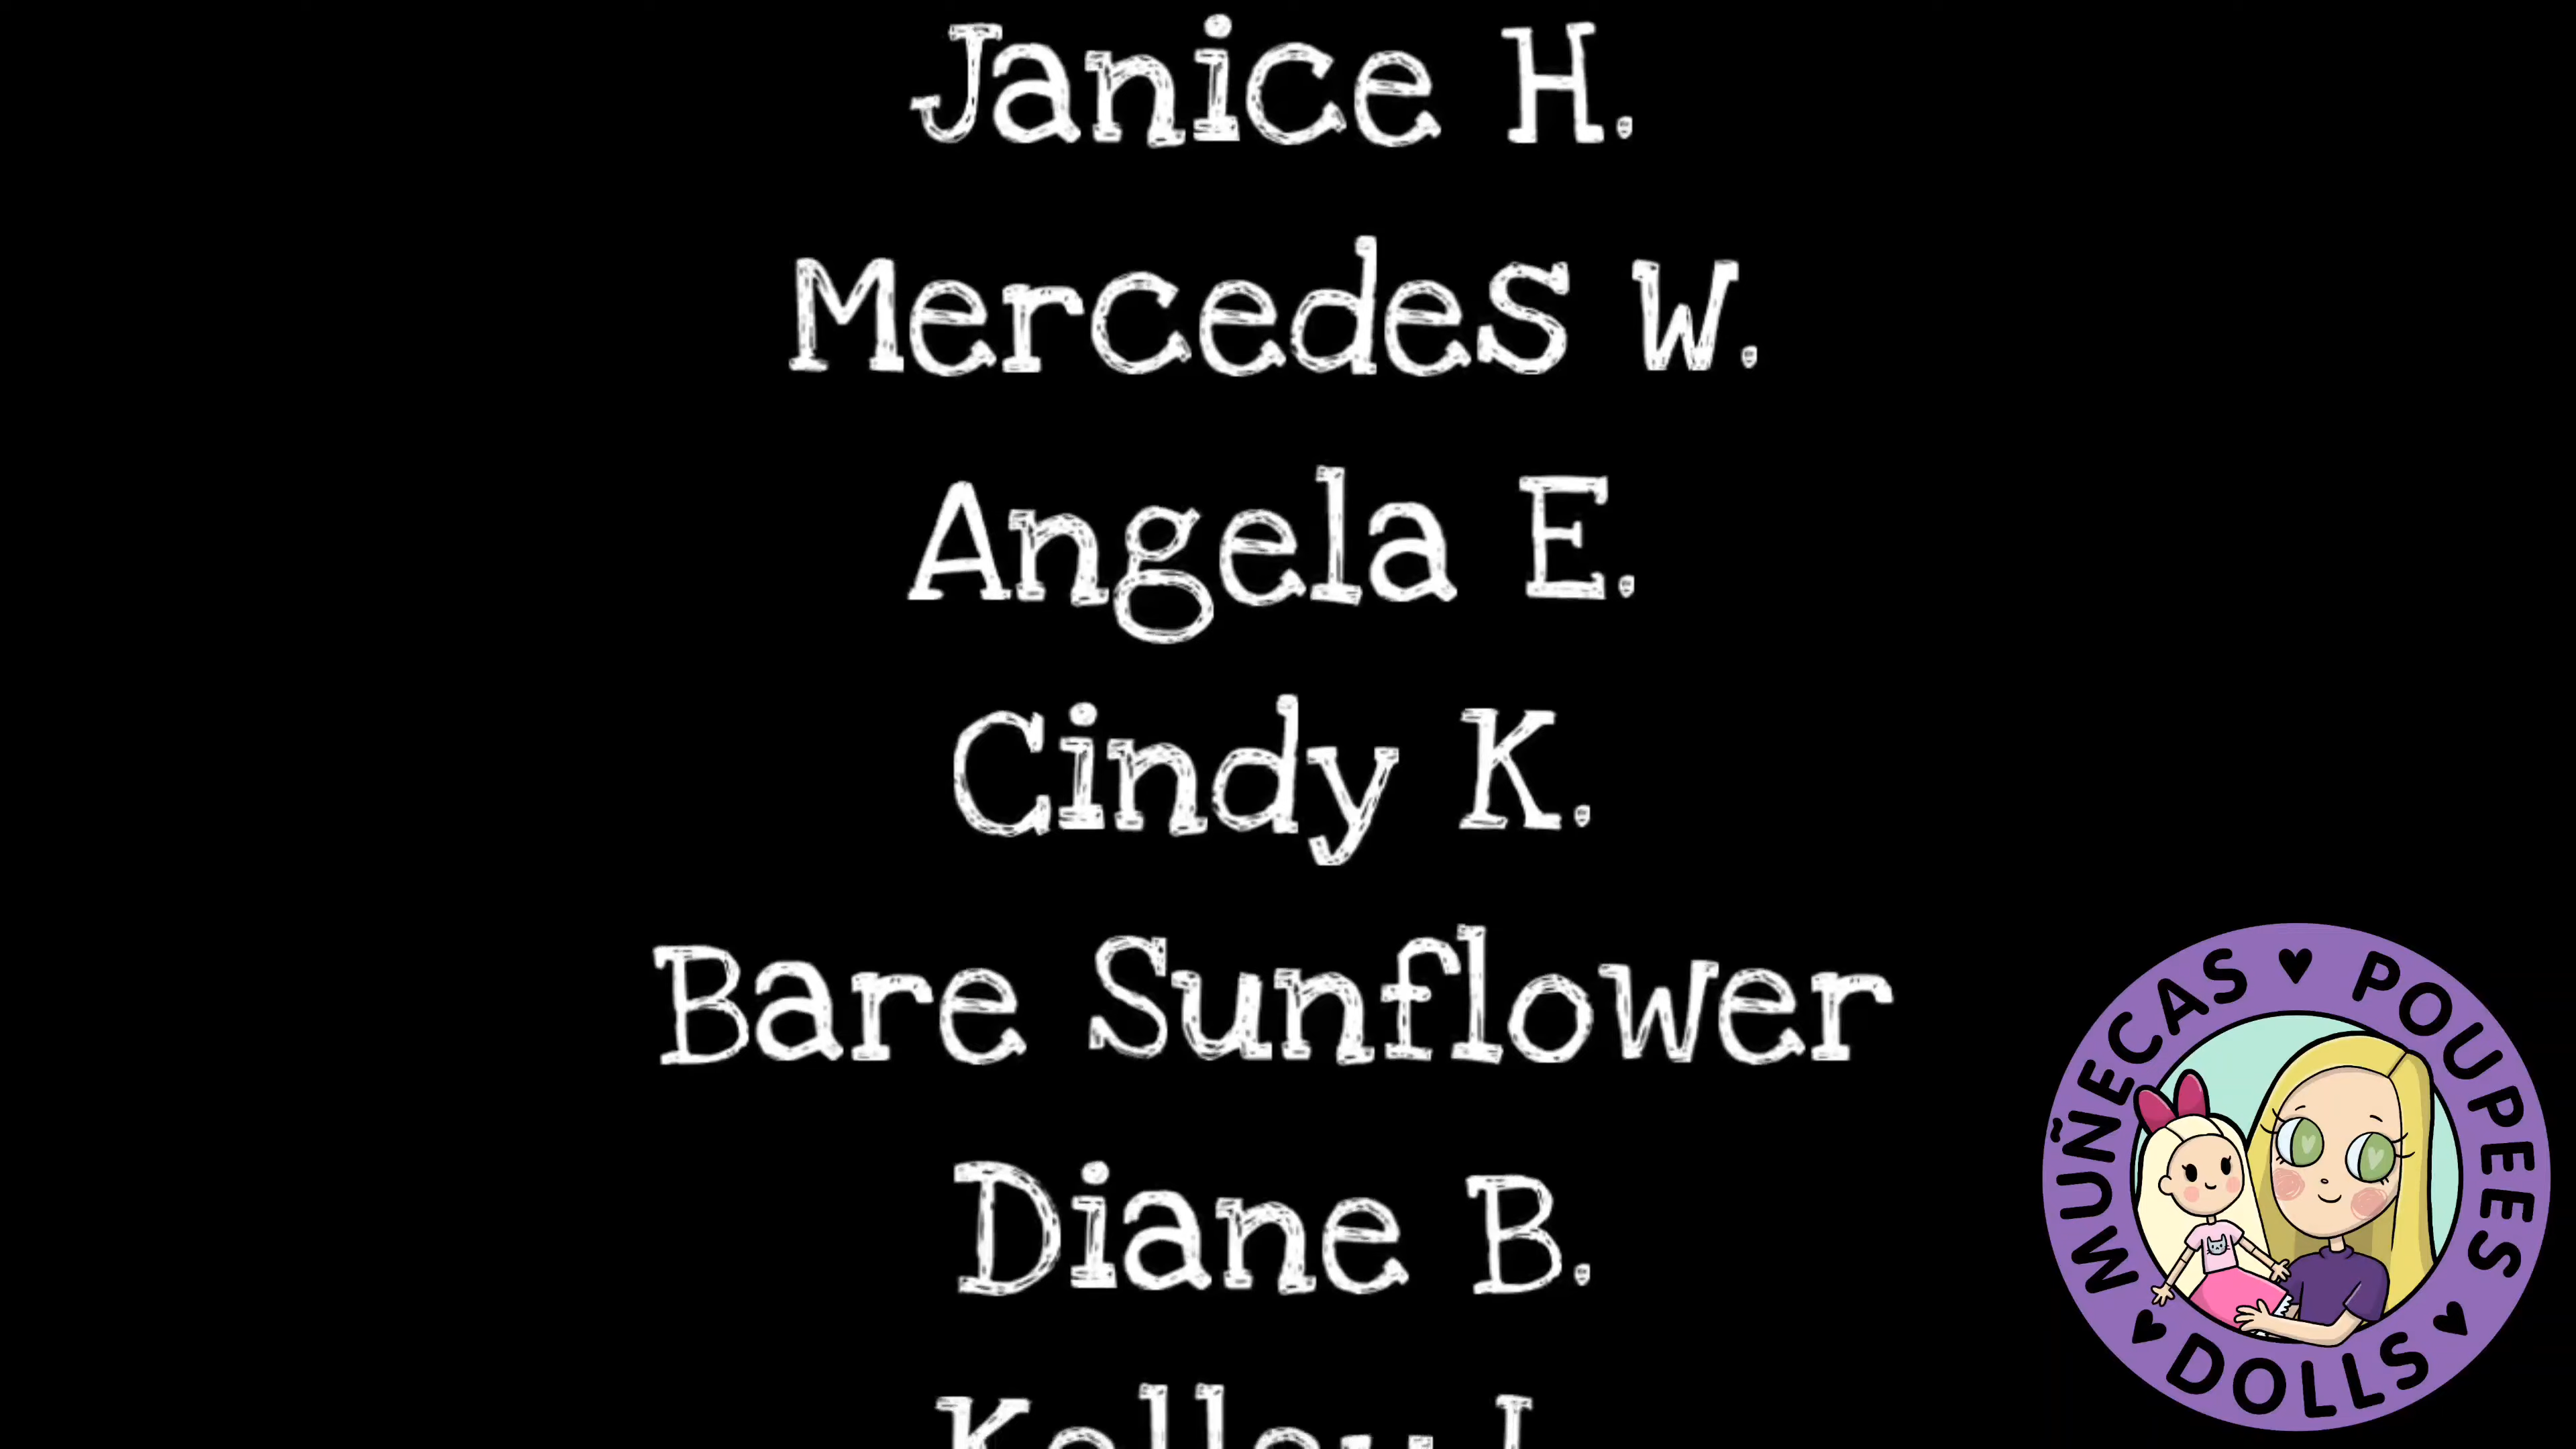 Janice H.
Mercedes W.
Angela E.
Cindy K.
Bare Sunflower
Diane B.
MUÑECAS ♥ POUPEES ♥ DOLLS ♥